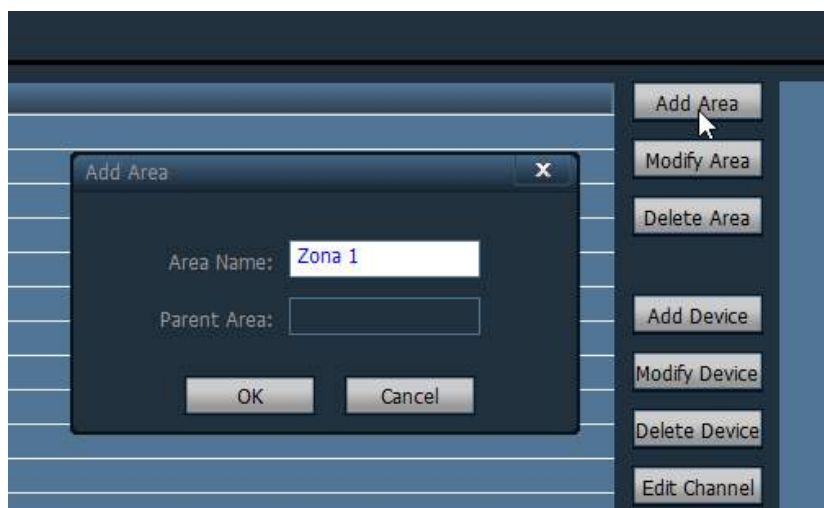 Add Area
Modify Area
Delete Area
Add Device
Modify Device
Delete Device
Edit Channel
Add Area
x
Area Name: Zona 1
Parent Area:
OK Cancel